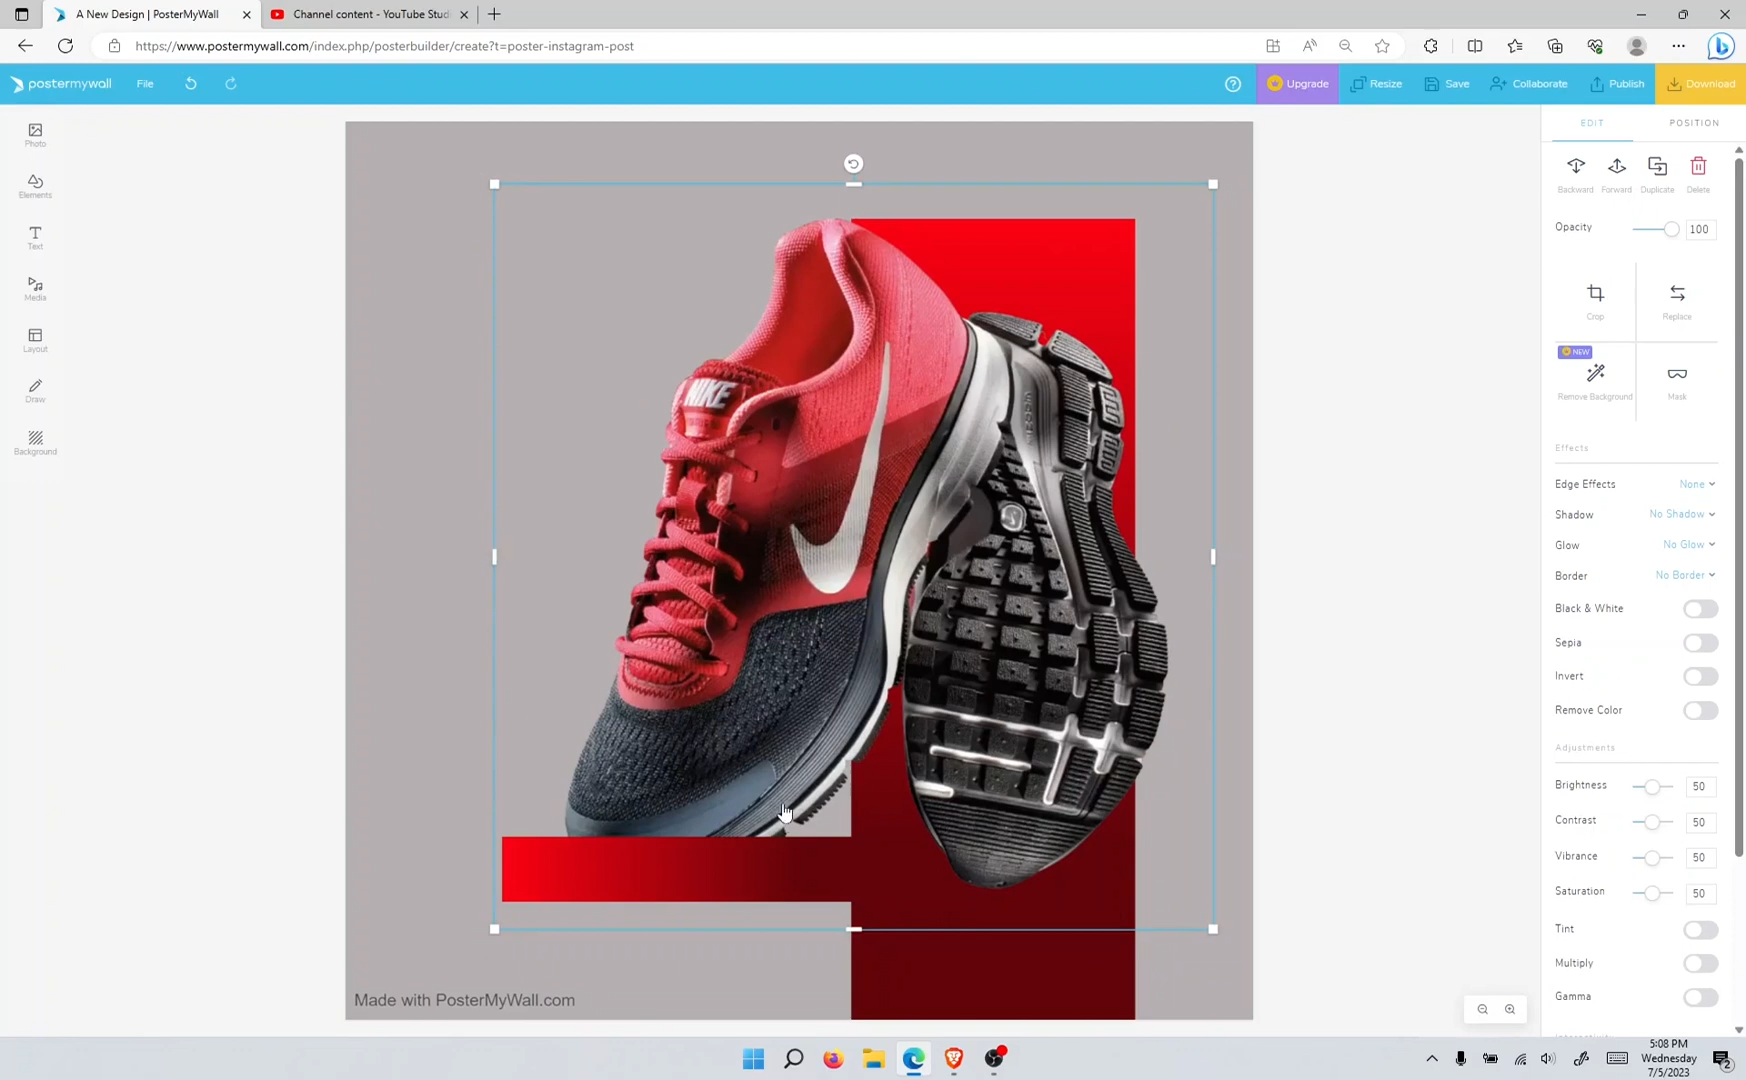 A New Design | PosterMyWall
Channel content - YouTube Stud
https://www.postermywall.com/index.php/posterbuilder/create?t=poster-instagram-post
postermywall
File
Upgrade
Resize
Save
Collaborate
Publish
Download
Photo
Elements
Text
Media
Layout
Draw
Background
NIKE
Made with PosterMyWall.com
EDIT
POSITION
Backward
Forward
Duplicate
Delete
Opacity
100
Crop
Replace
NEW
Remove Background
Mask
Effects
Edge Effects
None
Shadow
No Shadow
Glow
No Glow
Border
No Border
Black & White
Sepia
Invert
Remove Color
Adjustments
Brightness
50
Contrast
50
Vibrance
50
Saturation
50
Tint
Multiply
Gamma
5:08 PM
Wednesday
7/5/2023
2